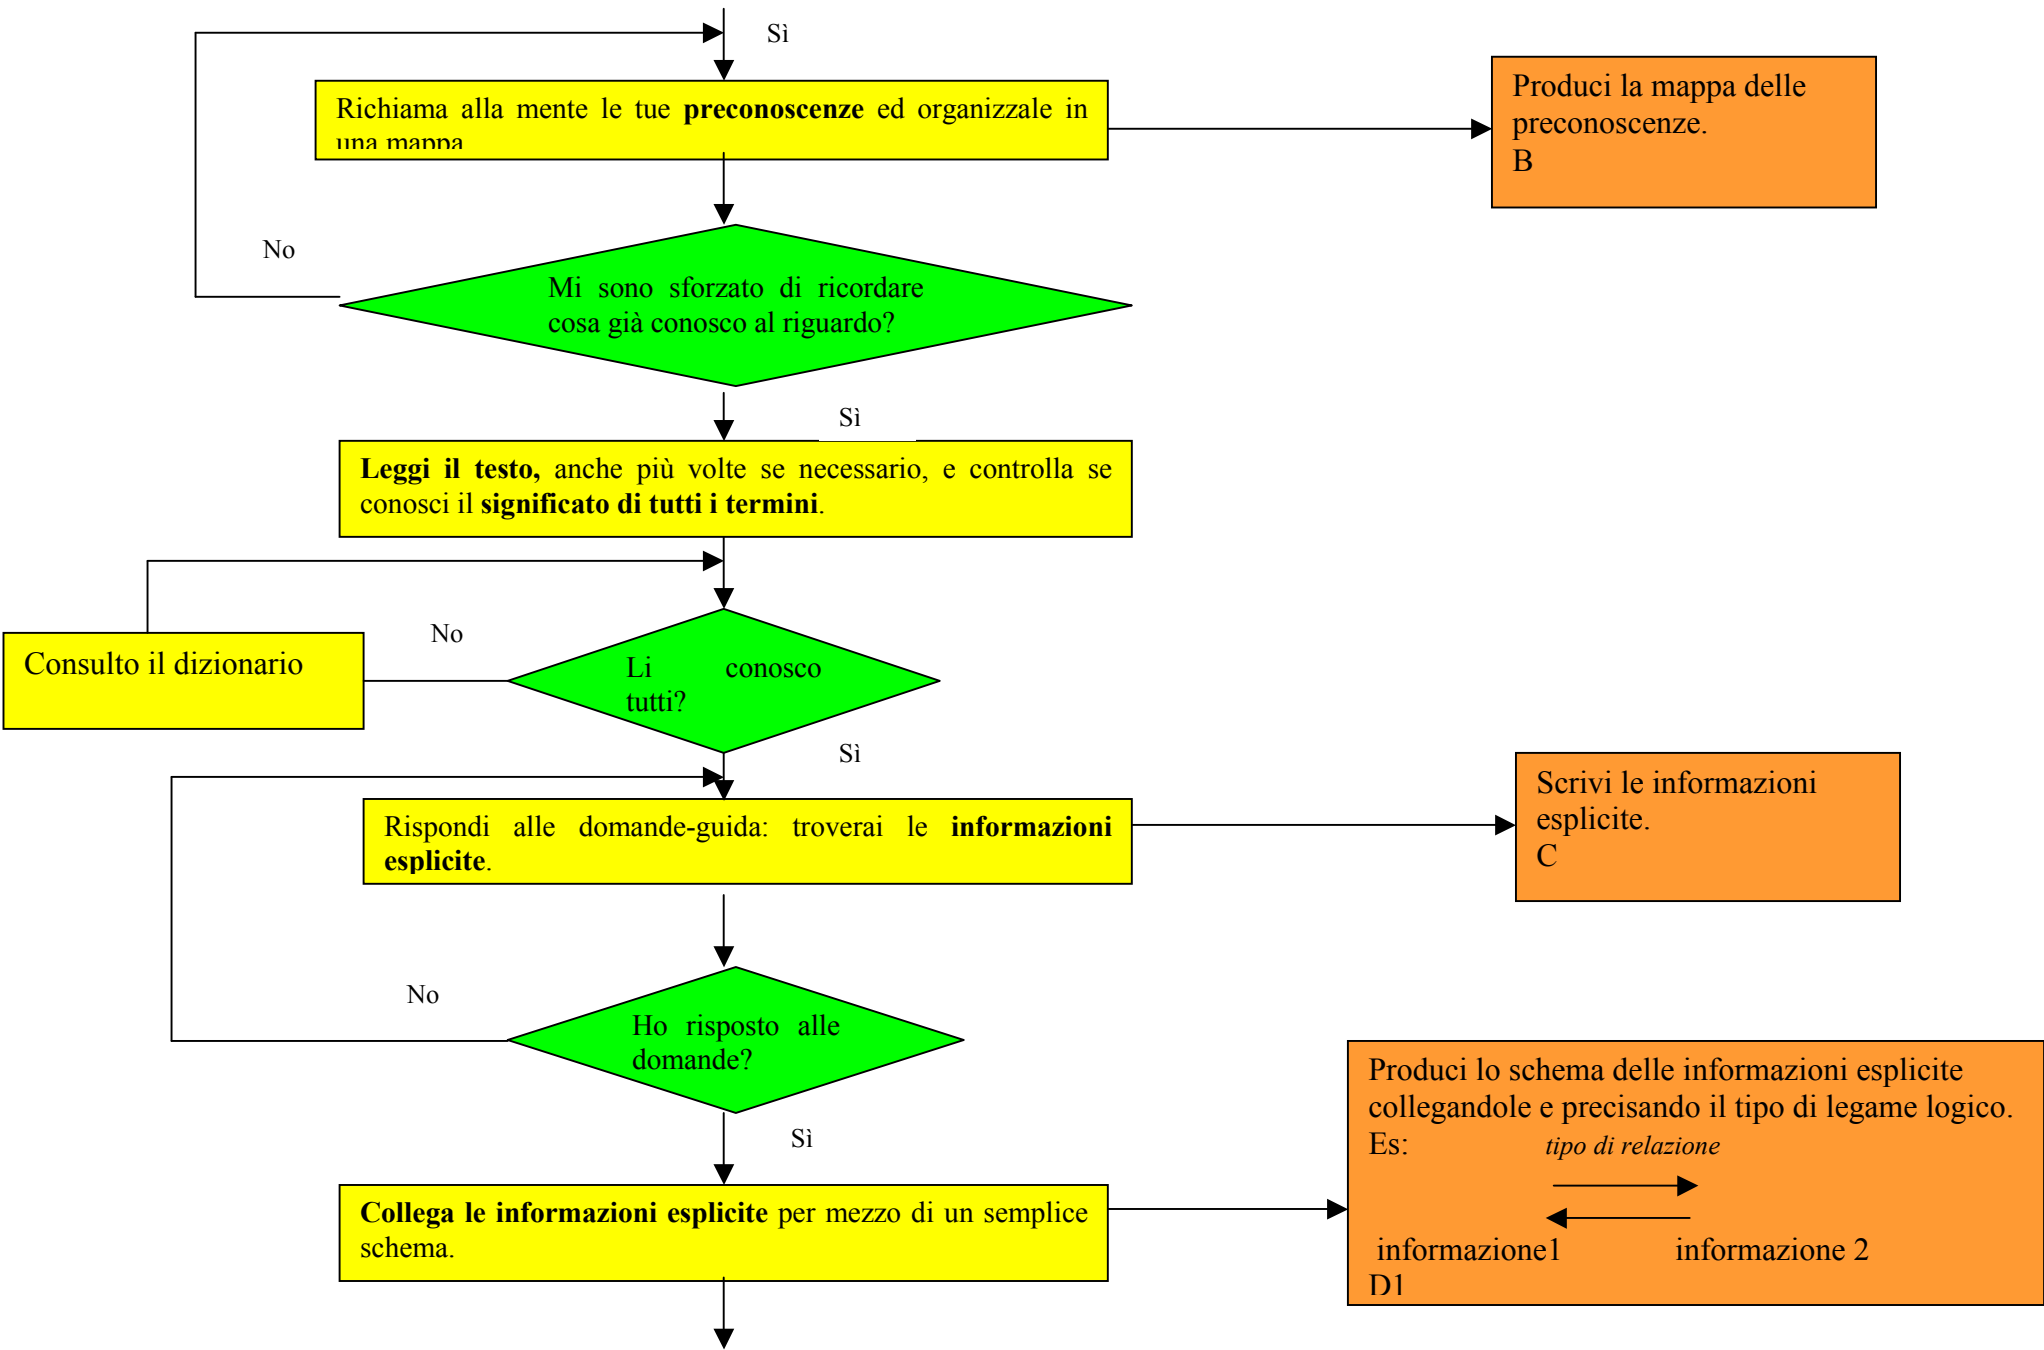 Sì
Richiama alla mente le tue preconoscenze ed organizzale in
una mappa
Produci la mappa delle
preconoscenze.
B
No
Mi sono sforzato di ricordare
cosa già conosco al riguardo?
Sì
Leggi il testo, anche più volte se necessario, e controlla se
conosci il significato di tutti i termini.
No
Consulto il dizionario
Li conosco
tutti?
Sì
Rispondi alle domande-guida: troverai le informazioni
esplicite.
Scrivi le informazioni
esplicite.
C
No
Ho risposto alle
domande?
Sì
Collega le informazioni esplicite per mezzo di un semplice
schema.
Produci lo schema delle informazioni esplicite
collegandole e precisando il tipo di legame logico.
Es: tipo di relazione
informazione1 informazione 2
D1